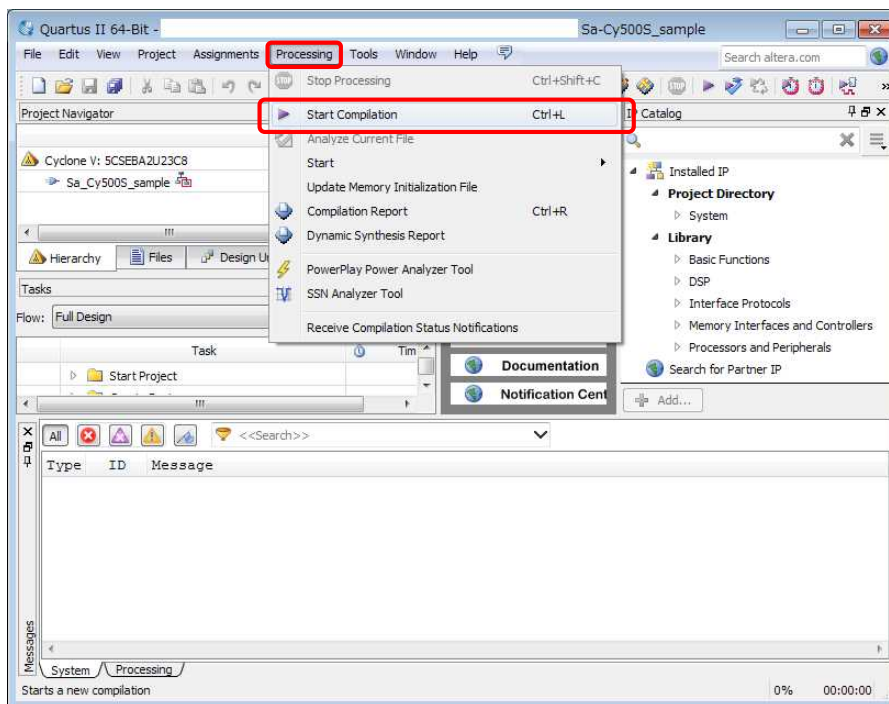 Quartus II 64-Bit - Sa-Cy500S_sample
File Edit View Project Assignments Processing Tools Window Help
Search altera.com
Stop Processing Ctrl+Shift+C
Start Compilation Ctrl+L
Analyze Current File
Start
Update Memory Initialization File
Compilation Report Ctrl+R
Dynamic Synthesis Report
PowerPlay Power Analyzer Tool
SSN Analyzer Tool
Receive Compilation Status Notifications
Project Navigator
Cyclone V: 5CSEBA2U23C8
Sa_Cy500S_sample
Hierarchy Files Design
Tasks
Flow: Full Design
Task Tim
Start Project
Documentation
Notification Cent
IP Catalog
Installed IP
Project Directory
System
Library
Basic Functions
DSP
Interface Protocols
Memory Interfaces and Controllers
Processors and Peripherals
Search for Partner IP
Add...
All <<Search>>
Type ID Message
Messages
System Processing
Starts a new compilation 0% 00:00:00